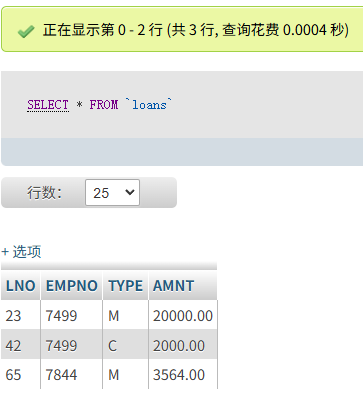 正在显示第 0 - 2 行 (共 3 行, 查询花费 0.0004 秒)
SELECT * FROM `loans`
行数： 25
+ 选项
LNO EMPNO TYPE AMNT
23 7499 M 20000.00
42 7499 C 2000.00
65 7844 M 3564.00